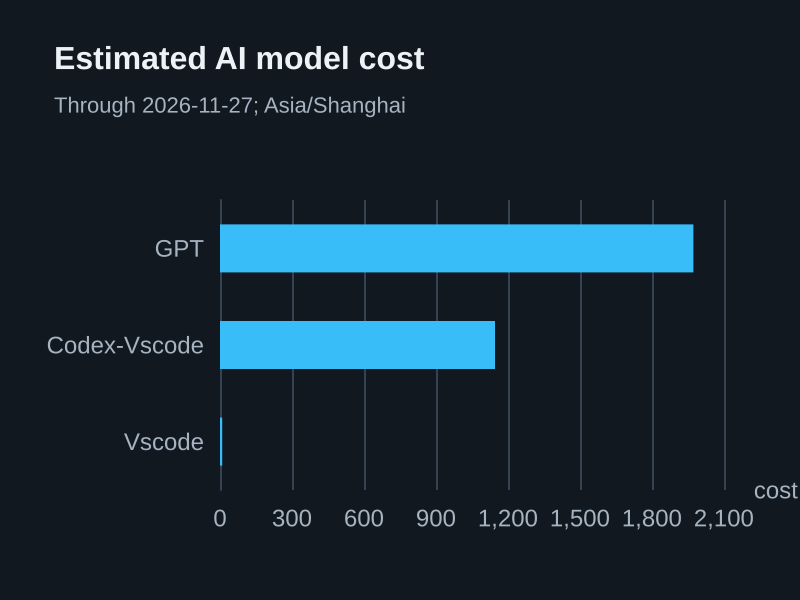 Estimated AI model cost
Through 2026-11-27; Asia/Shanghai
GPT
Codex-Vscode
Vscode
cost
0 300 600 900 1,200 1,500 1,800 2,100